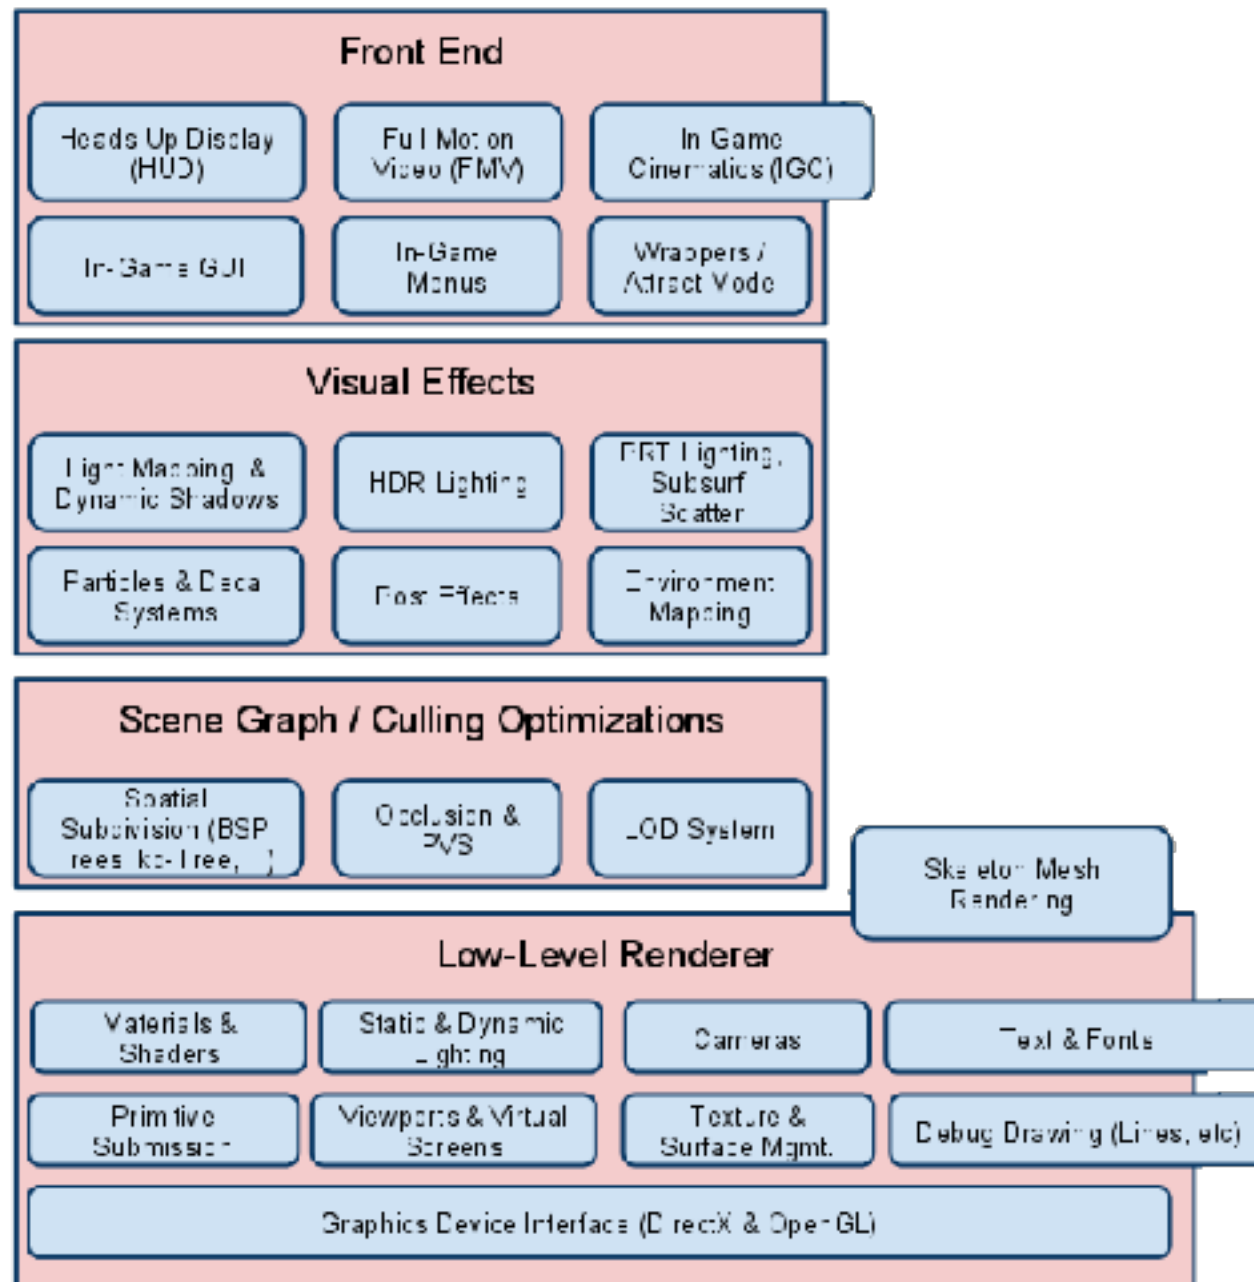 Front End
Heads Up Display
(HUD)
Full Motion
Video (FMV)
In Game
Cinematics (IGC)
In-Game GUI
In-Game
Menus
Wrappers /
Attract Mode
Visual Effects
Light Mapping &
Dynamic Shadows
HDR Lighting
PRT Lighting,
Subsurf
Scatter
Particles & Decal
Systems
Post Effects
Environment
Mapping
Scene Graph / Culling Optimizations
Spatial
Subdivision (BSP
rees kd-Tree, )
Occlusion &
PVS
LOD System
Skeleton Mesh
Rendering
Low-Level Renderer
Materials &
Shaders
Static & Dynamic
Lighting
Cameras
Text & Fonts
Primitive
Submission
Viewports & Virtual
Screens
Texture &
Surface Mgmt.
Debug Drawing (Lines, etc)
Graphics Device Interface (DirectX & OpenGL)